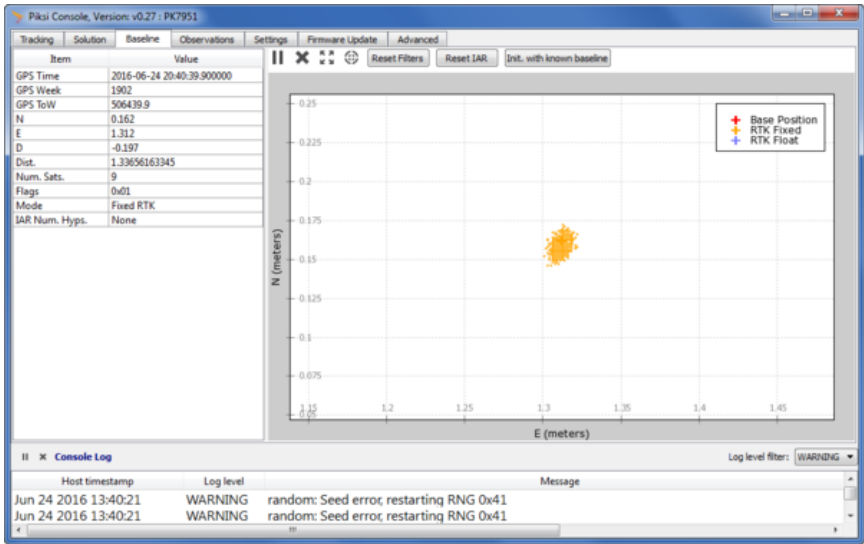 Piksi Console, Version: v0.27 : PK7951
Tracking Solution Baseline Observations Settings Firmware Update Advanced
Item Value
GPS Time 2016-06-24 20:40:39.900000
GPS Week 1902
GPS ToW 506439.9
N 0.162
E 1.312
D -0.197
Dist. 1.33656163345
Num. Sats. 9
Flags 0x01
Mode Fixed RTK
IAR Num. Hyps. None
Reset Filters Reset IAR Init. with known baseline
Base Position
RTK Fixed
RTK Float
N (meters)
0.25
0.225
0.2
0.175
0.15
0.125
0.1
0.075
0.05
1.15 1.2 1.25 1.3 1.35 1.4 1.45
E (meters)
Console Log Log level filter: WARNING
Host timestamp Log level Message
Jun 24 2016 13:40:21 WARNING random: Seed error, restarting RNG 0x41
Jun 24 2016 13:40:21 WARNING random: Seed error, restarting RNG 0x41